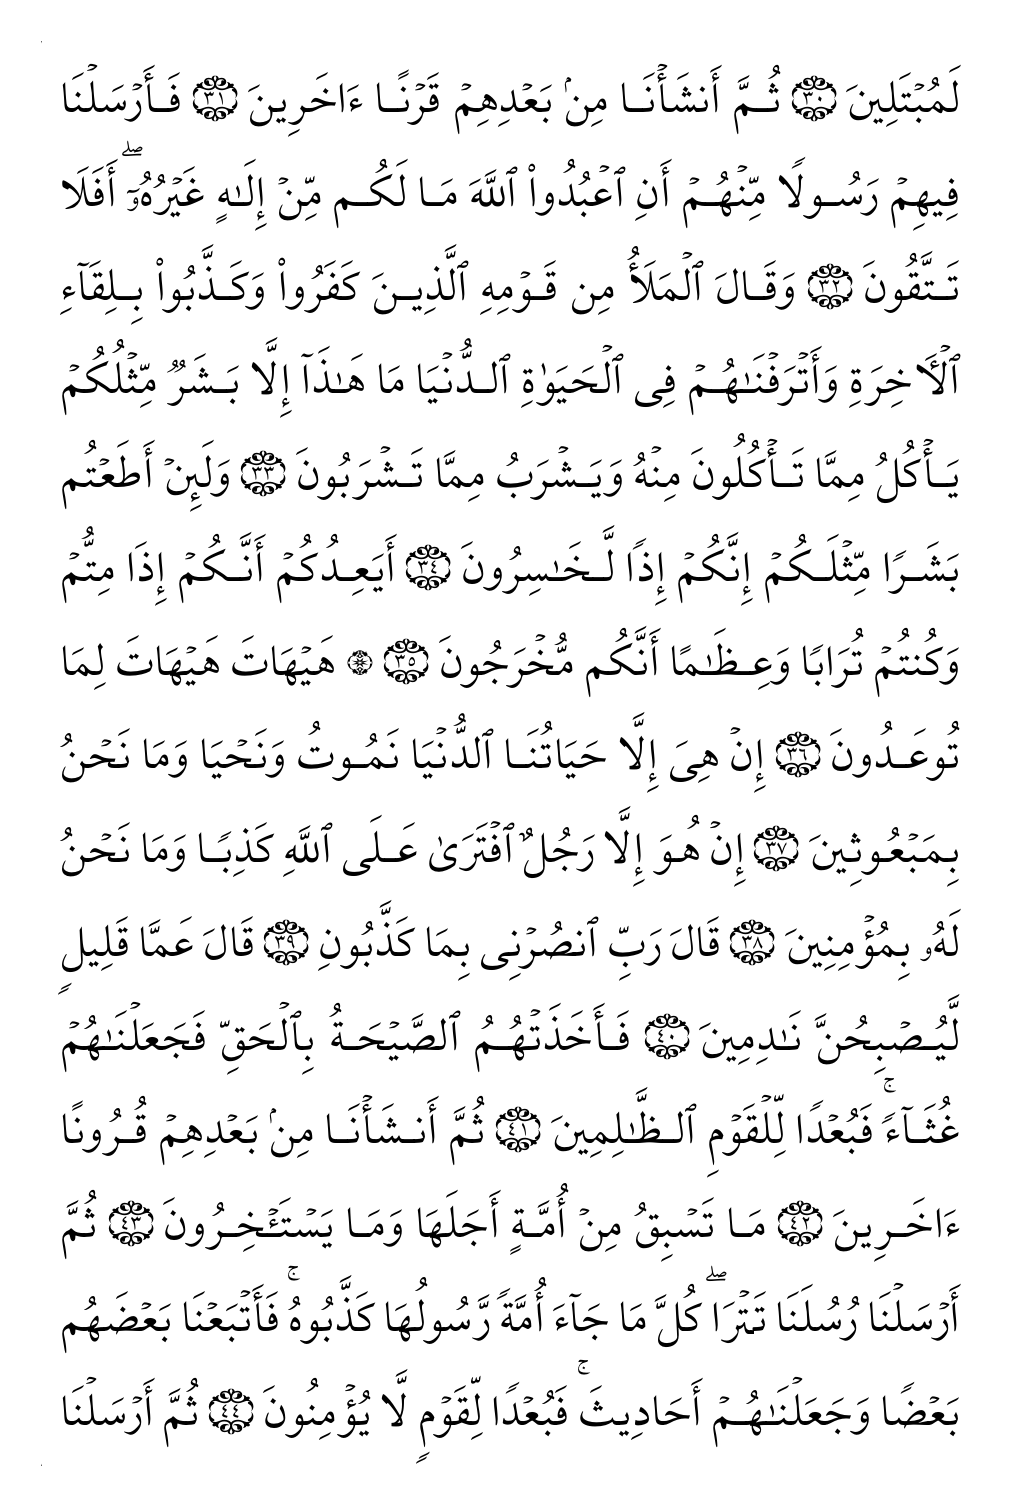 لَمُبۡتَلِينَ ٣٠ ثُمَّ أَنشَأۡنَا مِنۢ بَعۡدِهِمۡ قَرۡنًا ءَاخَرِينَ ٣١ فَأَرۡسَلۡنَا
فِيهِمۡ رَسُولًا مِّنۡهُمۡ أَنِ ٱعۡبُدُواْ ٱللَّهَ مَا لَكُم مِّنۡ إِلَٰهٍ غَيۡرُهُۥٓۖ أَفَلَا
تَتَّقُونَ ٣٢ وَقَالَ ٱلۡمَلَأُ مِن قَوۡمِهِ ٱلَّذِينَ كَفَرُواْ وَكَذَّبُواْ بِلِقَآءِ
ٱلۡأٓخِرَةِ وَأَتۡرَفۡنَٰهُمۡ فِي ٱلۡحَيَوٰةِ ٱلدُّنۡيَا مَا هَٰذَآ إِلَّا بَشَرٞ مِّثۡلُكُمۡ
يَأۡكُلُ مِمَّا تَأۡكُلُونَ مِنۡهُ وَيَشۡرَبُ مِمَّا تَشۡرَبُونَ ٣٣ وَلَئِنۡ أَطَعۡتُم
بَشَرٗا مِّثۡلَكُمۡ إِنَّكُمۡ إِذٗا لَّخَٰسِرُونَ ٣٤ أَيَعِدُكُمۡ أَنَّكُمۡ إِذَا مِتُّمۡ
وَكُنتُمۡ تُرَابٗا وَعِظَٰمًا أَنَّكُم مُّخۡرَجُونَ ٣٥ ۞ هَيۡهَاتَ هَيۡهَاتَ لِمَا
تُوعَدُونَ ٣٦ إِنۡ هِيَ إِلَّا حَيَاتُنَا ٱلدُّنۡيَا نَمُوتُ وَنَحۡيَا وَمَا نَحۡنُ
بِمَبۡعُوثِينَ ٣٧ إِنۡ هُوَ إِلَّا رَجُلٌ ٱفۡتَرَىٰ عَلَى ٱللَّهِ كَذِبٗا وَمَا نَحۡنُ
لَهُۥ بِمُؤۡمِنِينَ ٣٨ قَالَ رَبِّ ٱنصُرۡنِي بِمَا كَذَّبُونِ ٣٩ قَالَ عَمَّا قَلِيلٖ
لَّيُصۡبِحُنَّ نَٰدِمِينَ ٤٠ فَأَخَذَتۡهُمُ ٱلصَّيۡحَةُ بِٱلۡحَقِّ فَجَعَلۡنَٰهُمۡ
غُثَآءٗۚ فَبُعۡدٗا لِّلۡقَوۡمِ ٱلظَّٰلِمِينَ ٤١ ثُمَّ أَنشَأۡنَا مِنۢ بَعۡدِهِمۡ قُرُونًا
ءَاخَرِينَ ٤٢ مَا تَسۡبِقُ مِنۡ أُمَّةٍ أَجَلَهَا وَمَا يَسۡتَـٔۡخِرُونَ ٤٣ ثُمَّ
أَرۡسَلۡنَا رُسُلَنَا تَتۡرَاۖ كُلَّ مَا جَآءَ أُمَّةٗ رَّسُولُهَا كَذَّبُوهُۚ فَأَتۡبَعۡنَا بَعۡضَهُم
بَعۡضٗا وَجَعَلۡنَٰهُمۡ أَحَادِيثَۚ فَبُعۡدٗا لِّقَوۡمٖ لَّا يُؤۡمِنُونَ ٤٤ ثُمَّ أَرۡسَلۡنَا